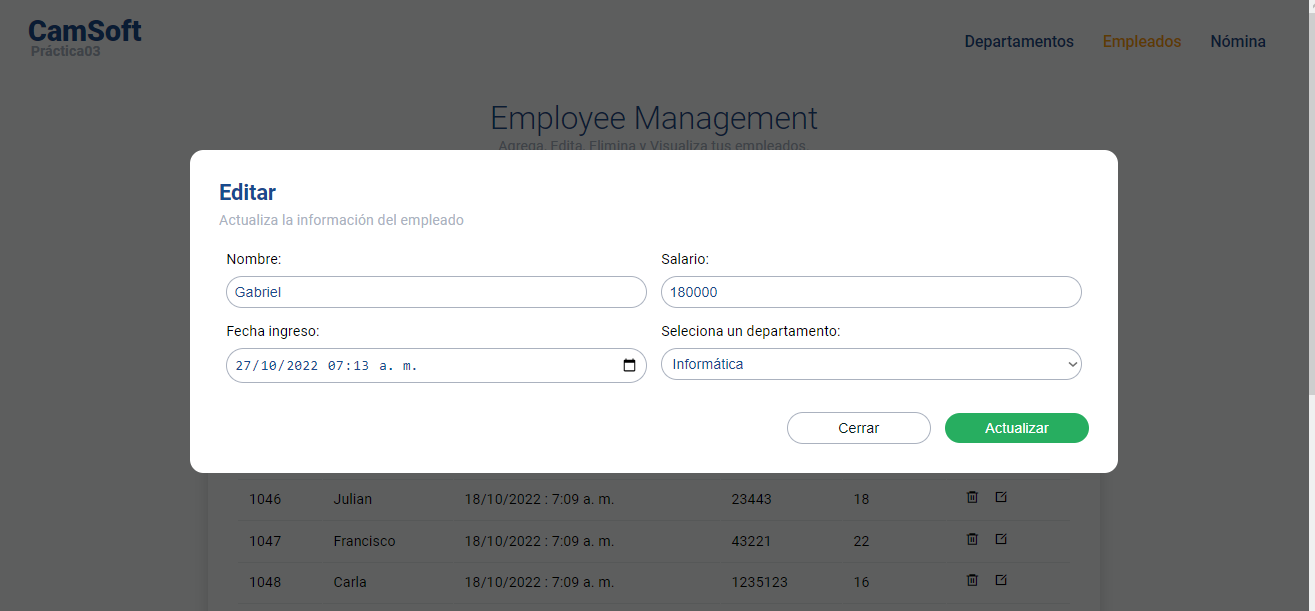 CamSoft
Práctica03
Departamentos Empleados Nómina
Employee Management
Agrega, Edita, Elimina y Visualiza tus empleados
Editar
Actualiza la información del empleado
Nombre: Salario:
Gabriel 180000
Fecha ingreso: Selecciona un departamento:
27/10/2022 07:13 a. m. Informática
Cerrar Actualizar
1046 Julian 18/10/2022 : 7:09 a. m. 23443 18
1047 Francisco 18/10/2022 : 7:09 a. m. 43221 22
1048 Carla 18/10/2022 : 7:09 a. m. 1235123 16